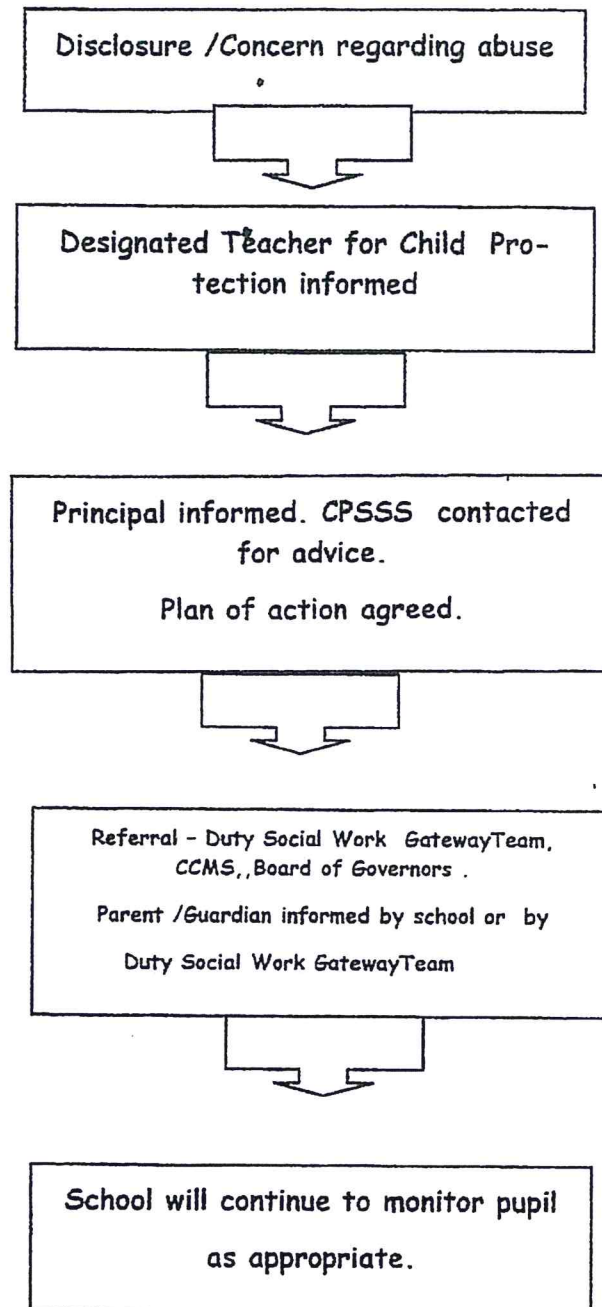 Disclosure /Concern regarding abuse
Designated Teacher for Child Pro-
tection informed
Principal informed. CPSSS contacted
for advice.
Plan of action agreed.
Referral - Duty Social Work GatewayTeam,
CCMS,,Board of Governors .
Parent /Guardian informed by school or by
Duty Social Work GatewayTeam
School will continue to monitor pupil
as appropriate.